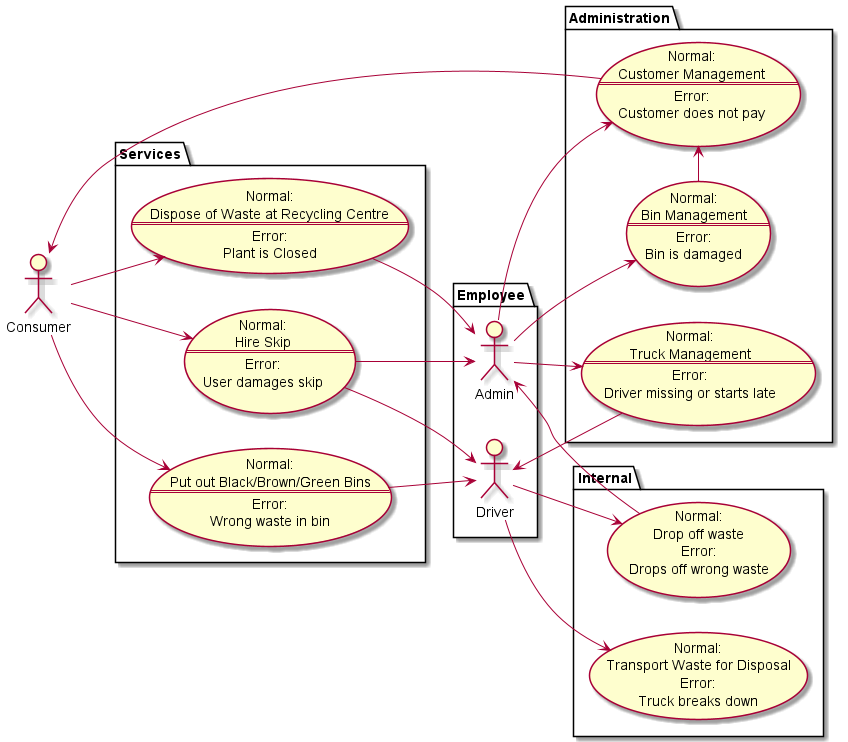 Administration
Normal:
Customer Management
Error:
Customer does not pay
Normal:
Bin Management
Error:
Bin is damaged
Normal:
Truck Management
Error:
Driver missing or starts late
Services
Normal:
Dispose of Waste at Recycling Centre
Error:
Plant is Closed
Normal:
Hire Skip
Error:
User damages skip
Normal:
Put out Black/Brown/Green Bins
Error:
Wrong waste in bin
Consumer
Employee
Admin
Driver
Internal
Normal:
Drop off waste
Error:
Drops off wrong waste
Normal:
Transport Waste for Disposal
Error:
Truck breaks down